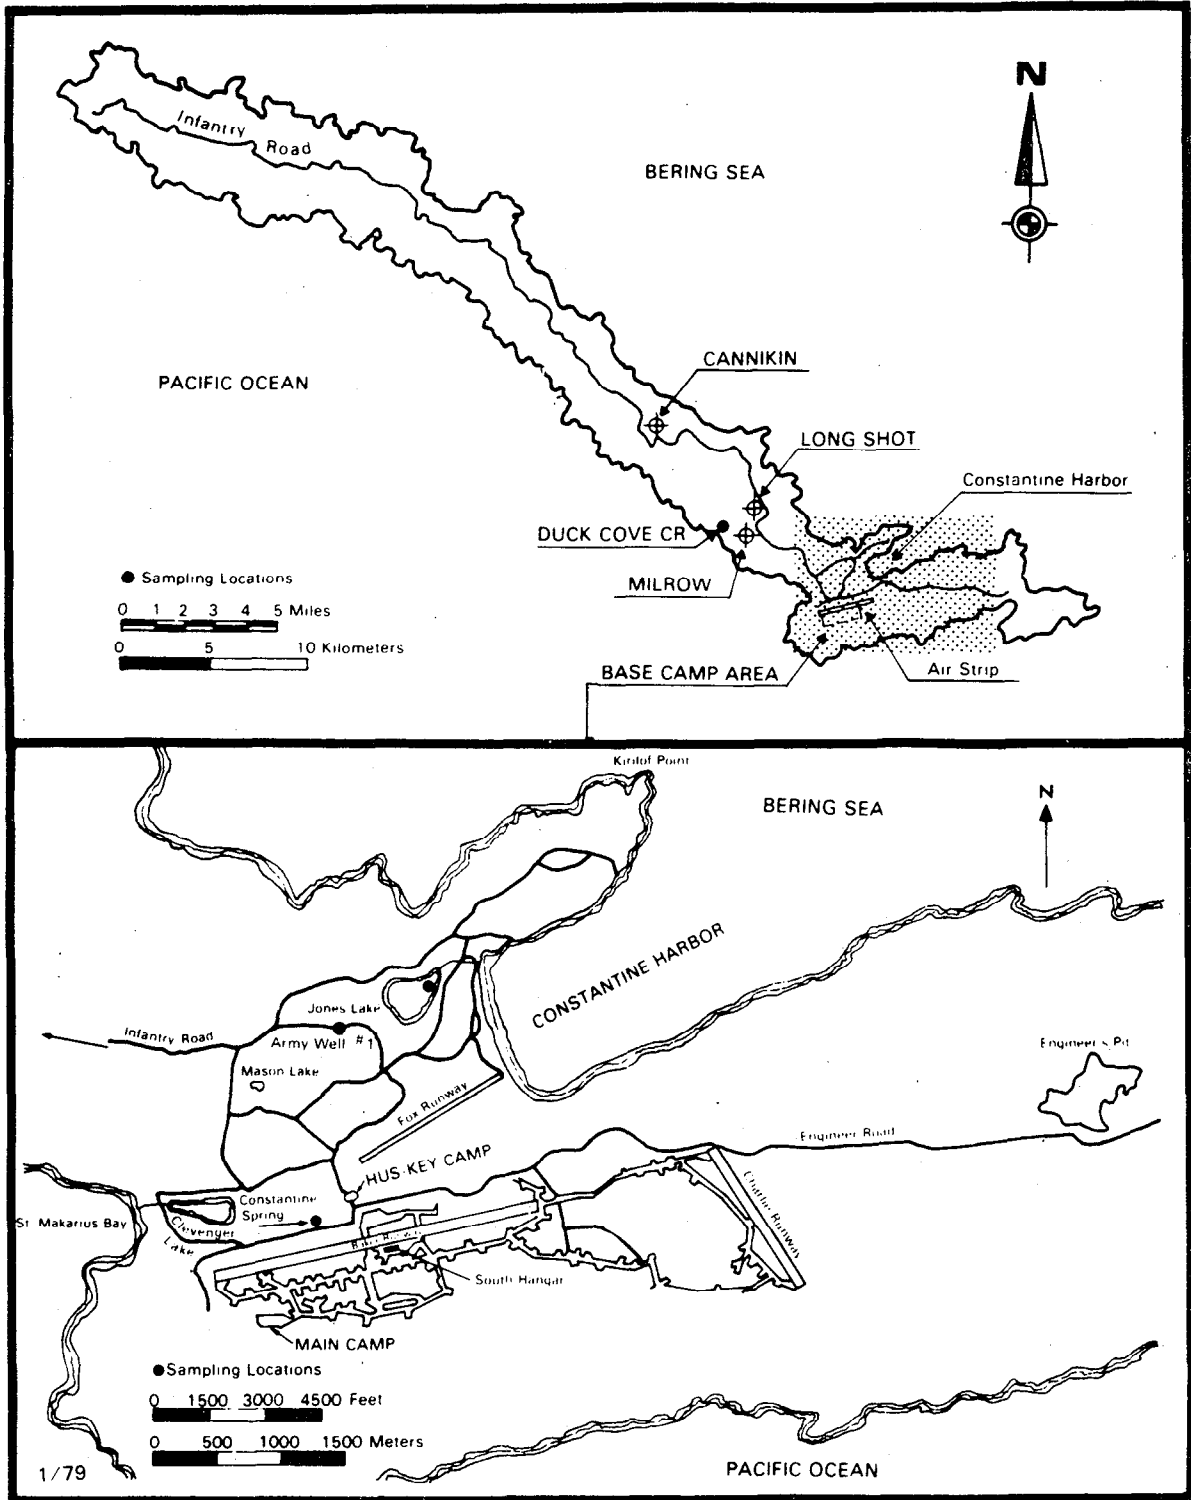 N
Infantry Road
BERING SEA
CANNIKIN
PACIFIC OCEAN
LONG SHOT
Constantine Harbor
DUCK COVE CR
MILROW
Sampling Locations
0 1 2 3 4 5 Miles
0 5 10 Kilometers
BASE CAMP AREA
Air Strip
Kirilof Point
BERING SEA
N
CONSTANTINE HARBOR
Jones Lake
Infantry Road
Army Well #1
Mason Lake
Engineer's Pit
Fox Runway
Engineer Road
HUS-KEY CAMP
Charlie Runway
Constantine
Spring
St. Makarius Bay
Clevenger
Lake
Baker Runway
South Hangar
MAIN CAMP
Sampling Locations
0 1500 3000 4500 Feet
0 500 1000 1500 Meters
1/79
PACIFIC OCEAN